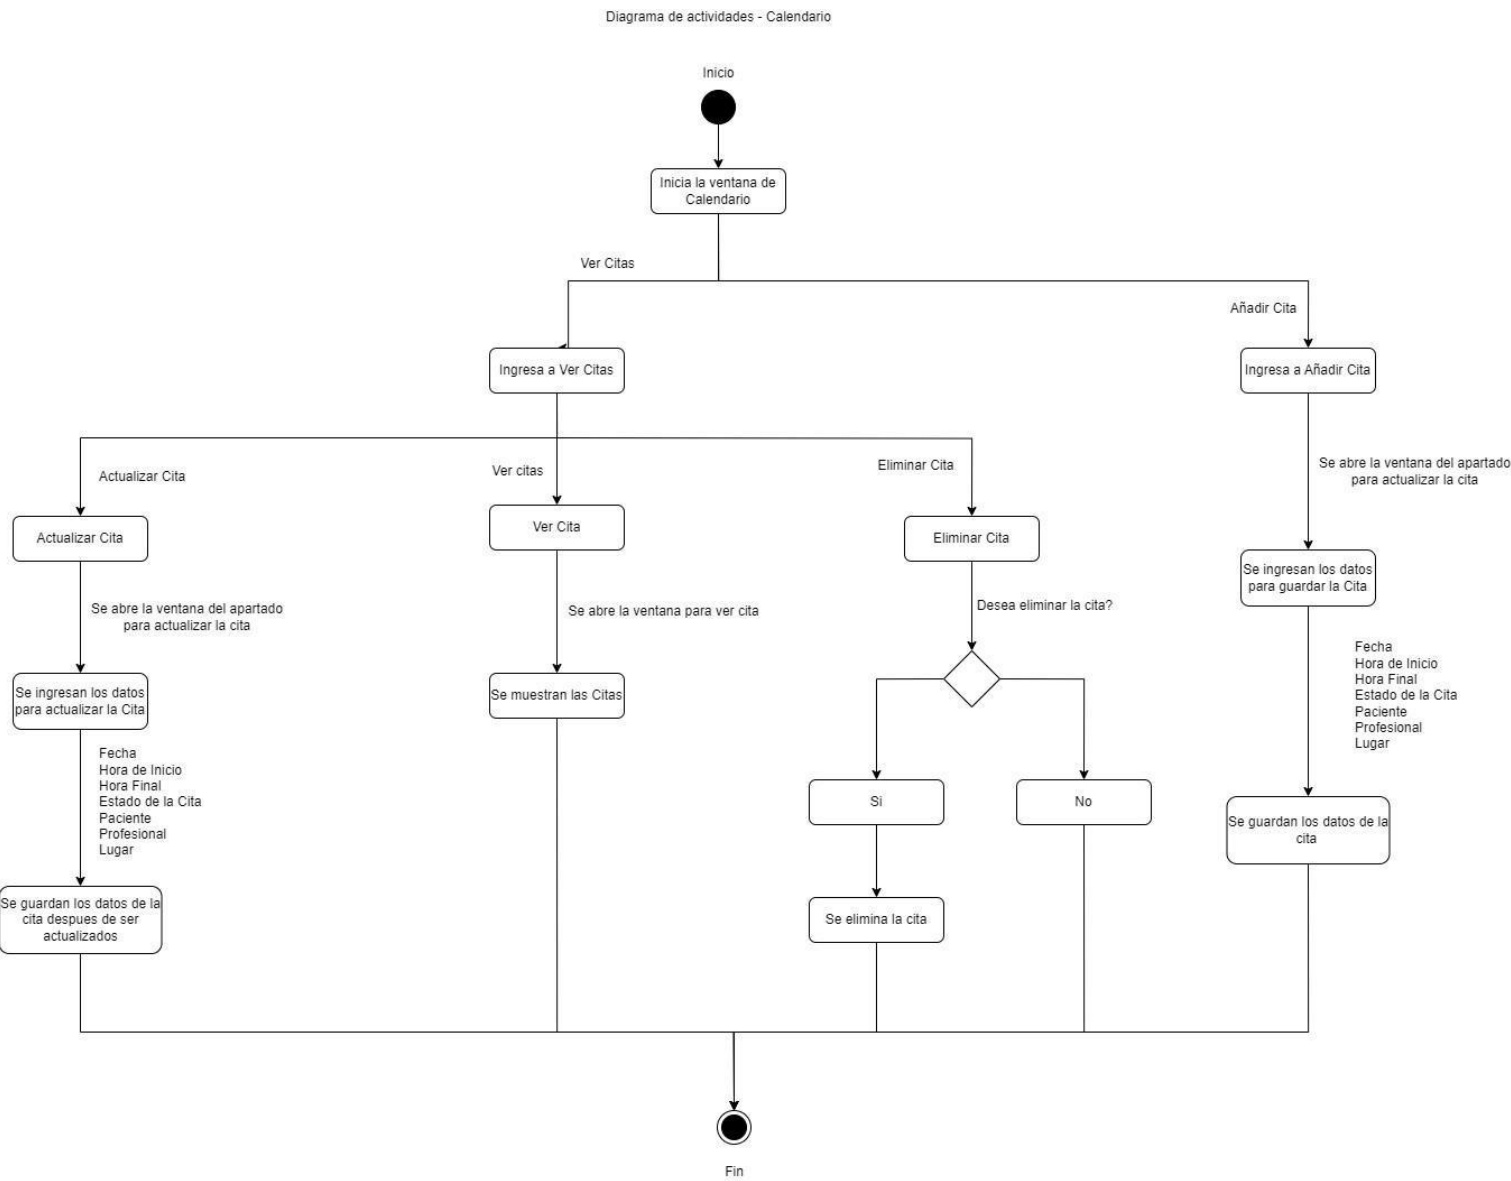 Diagrama de actividades - Calendario
Inicio
Inicia la ventana de
Calendario
Ver Citas
Añadir Cita
Ingresa a Ver Citas
Ingresa a Añadir Cita
Actualizar Cita
Ver citas
Eliminar Cita
Se abre la ventana del apartado
para actualizar la cita
Actualizar Cita
Ver Cita
Eliminar Cita
Se ingresan los datos
para guardar la Cita
Se abre la ventana del apartado
para actualizar la cita
Se abre la ventana para ver cita
Desea eliminar la cita?
Fecha
Hora de Inicio
Hora Final
Estado de la Cita
Paciente
Profesional
Lugar
Se ingresan los datos
para actualizar la Cita
Se muestran las Citas
Fecha
Hora de Inicio
Hora Final
Estado de la Cita
Paciente
Profesional
Lugar
Si
No
Se guardan los datos de la
cita
Se guardan los datos de la
cita despues de ser
actualizados
Se elimina la cita
Fin